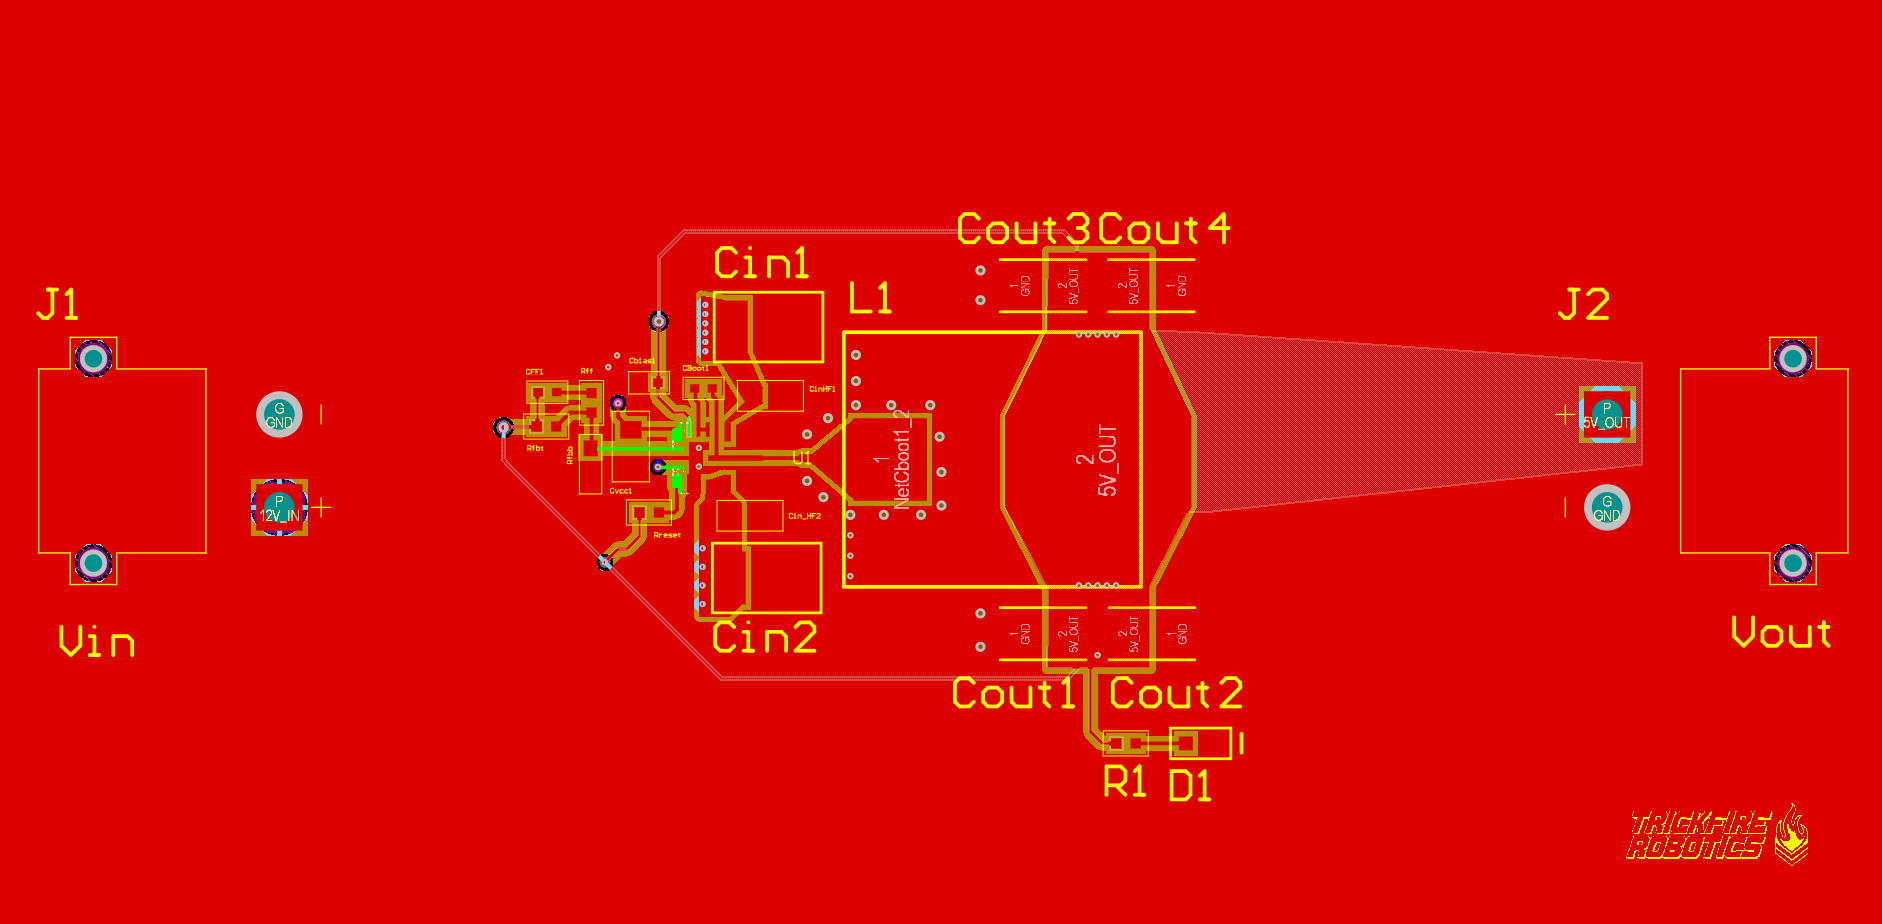 Cout3 Cout4
Cin1
1 GND
2 5V_OUT
5V_OUT
1 GND
J1
L1
J2
Cbias1
CFF1
Rff
CBoot1
CinHF1
G
GND
P
5V_OUT
Rfbt
Rfbb
U1
1
NetCboot1_2
2
5V_OUT
Cvcc1
P
12V_IN
+
+
Cin_HF2
G
GND
Rreset
Vin
Cin2
1 GND
2 5V_OUT
2 5V_OUT
1 GND
Vout
Cout1 Cout2
R1 D1
TRICKFIRE
ROBOTICS